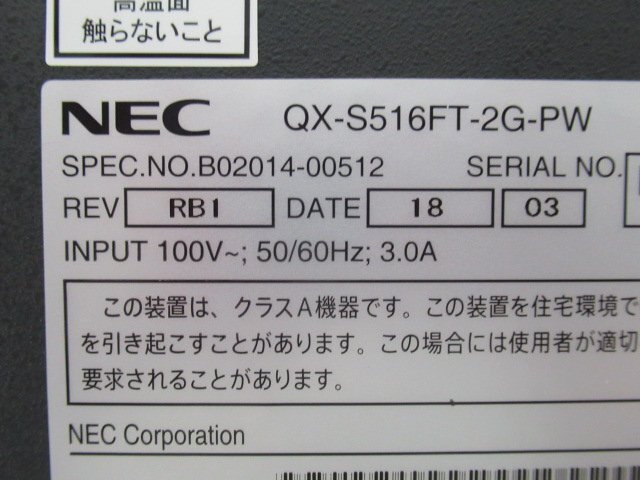 高温面
触らないこと
NEC QX-S516FT-2G-PW
SPEC.NO.B02014-00512 SERIAL NO.
REV RB1 DATE 18 03
INPUT 100V~; 50/60Hz; 3.0A
この装置は、クラスA機器です。この装置を住宅環境で
を引き起こすことがあります。この場合には使用者が適切
要求されることがあります。
NEC Corporation